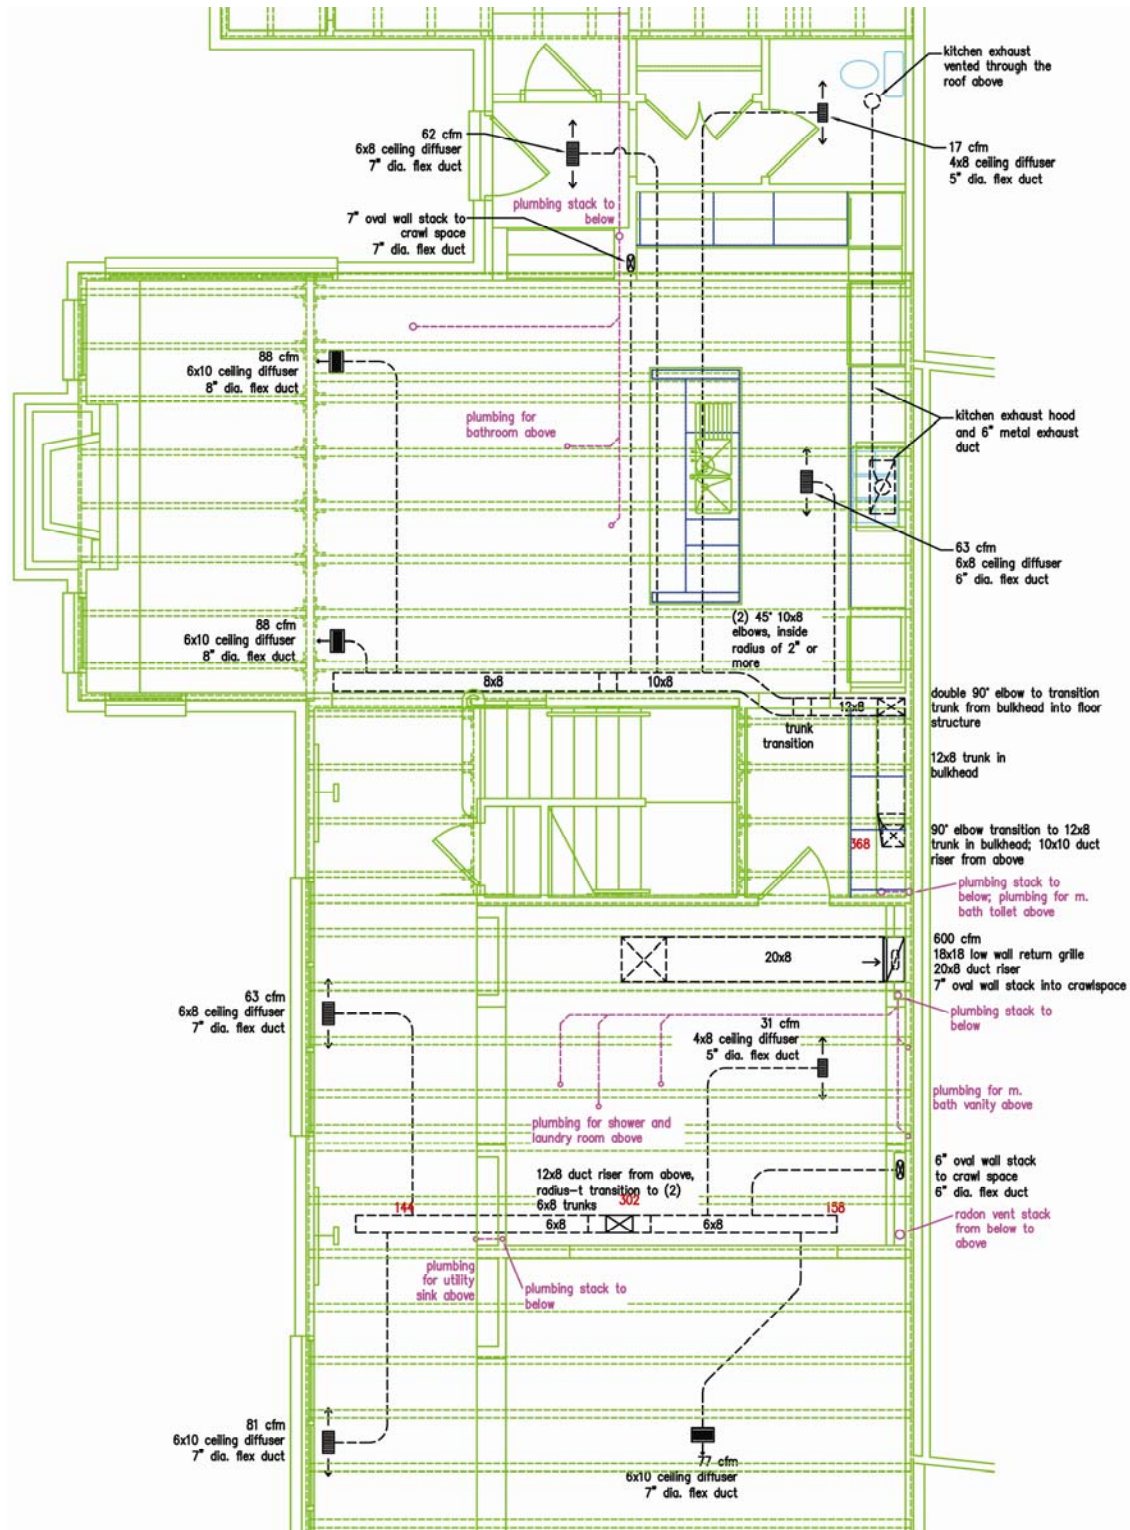 kitchen exhaust
vented through the
roof above
62 cfm
6x8 ceiling diffuser
7" dia. flex duct
17 cfm
4x8 ceiling diffuser
5" dia. flex duct
plumbing stack to
below
7" oval wall stack to
crawl space
7" dia. flex duct
88 cfm
6x10 ceiling diffuser
8" dia. flex duct
plumbing for
bathroom above
kitchen exhaust hood
and 6" metal exhaust
duct
63 cfm
6x8 ceiling diffuser
6" dia. flex duct
88 cfm
6x10 ceiling diffuser
8" dia. flex duct
(2) 45° 10x8
elbows, inside
radius of 2" or
more
8x8
10x8
12x8
double 90° elbow to transition
trunk from bulkhead into floor
structure
trunk
transition
12x8 trunk in
bulkhead
368
90° elbow transition to 12x8
trunk in bulkhead; 10x10 duct
riser from above
plumbing stack to
below; plumbing for m.
bath toilet above
20x8
600 cfm
18x18 low wall return grille
20x8 duct riser
7" oval wall stack into crawlspace
63 cfm
6x8 ceiling diffuser
7" dia. flex duct
31 cfm
4x8 ceiling diffuser
5" dia. flex duct
plumbing stack to
below
plumbing for m.
bath vanity above
plumbing for shower and
laundry room above
12x8 duct riser from above,
radius-t transition to (2)
6x8 trunks
6" oval wall stack
to crawl space
6" dia. flex duct
144
302
158
6x8
6x8
radon vent stack
from below to
above
plumbing
for utility
sink above
plumbing stack to
below
81 cfm
6x10 ceiling diffuser
7" dia. flex duct
77 cfm
6x10 ceiling diffuser
7" dia. flex duct